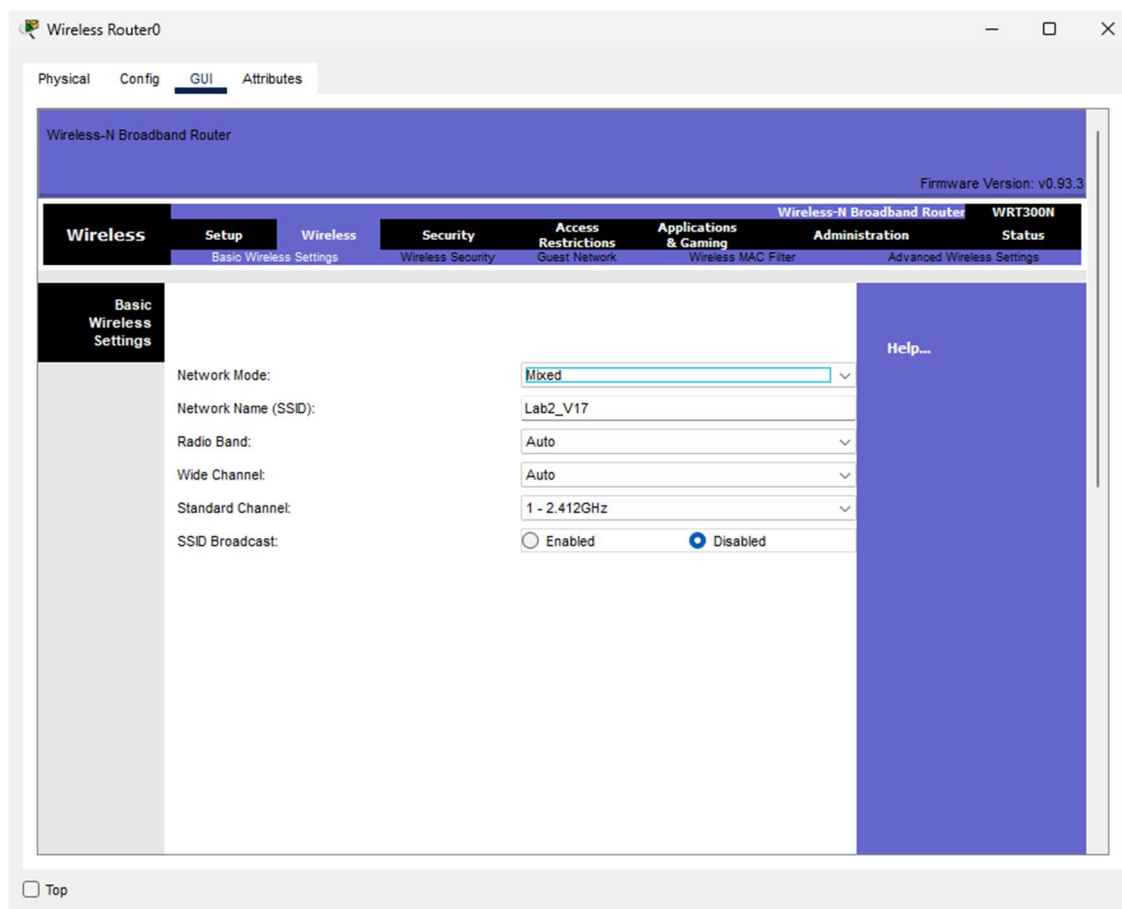 Wireless Router0
Physical Config GUI Attributes
Wireless-N Broadband Router
Firmware Version: v0.93.3
Wireless-N Broadband Router WRT300N
Wireless Setup Wireless Security Access Restrictions Applications & Gaming Administration Status
Basic Wireless Settings Wireless Security Guest Network Wireless MAC Filter Advanced Wireless Settings
Basic
Wireless
Settings
Help...
Network Mode: Mixed
Network Name (SSID): Lab2_V17
Radio Band: Auto
Wide Channel: Auto
Standard Channel: 1 - 2.412GHz
SSID Broadcast: Enabled Disabled
Top